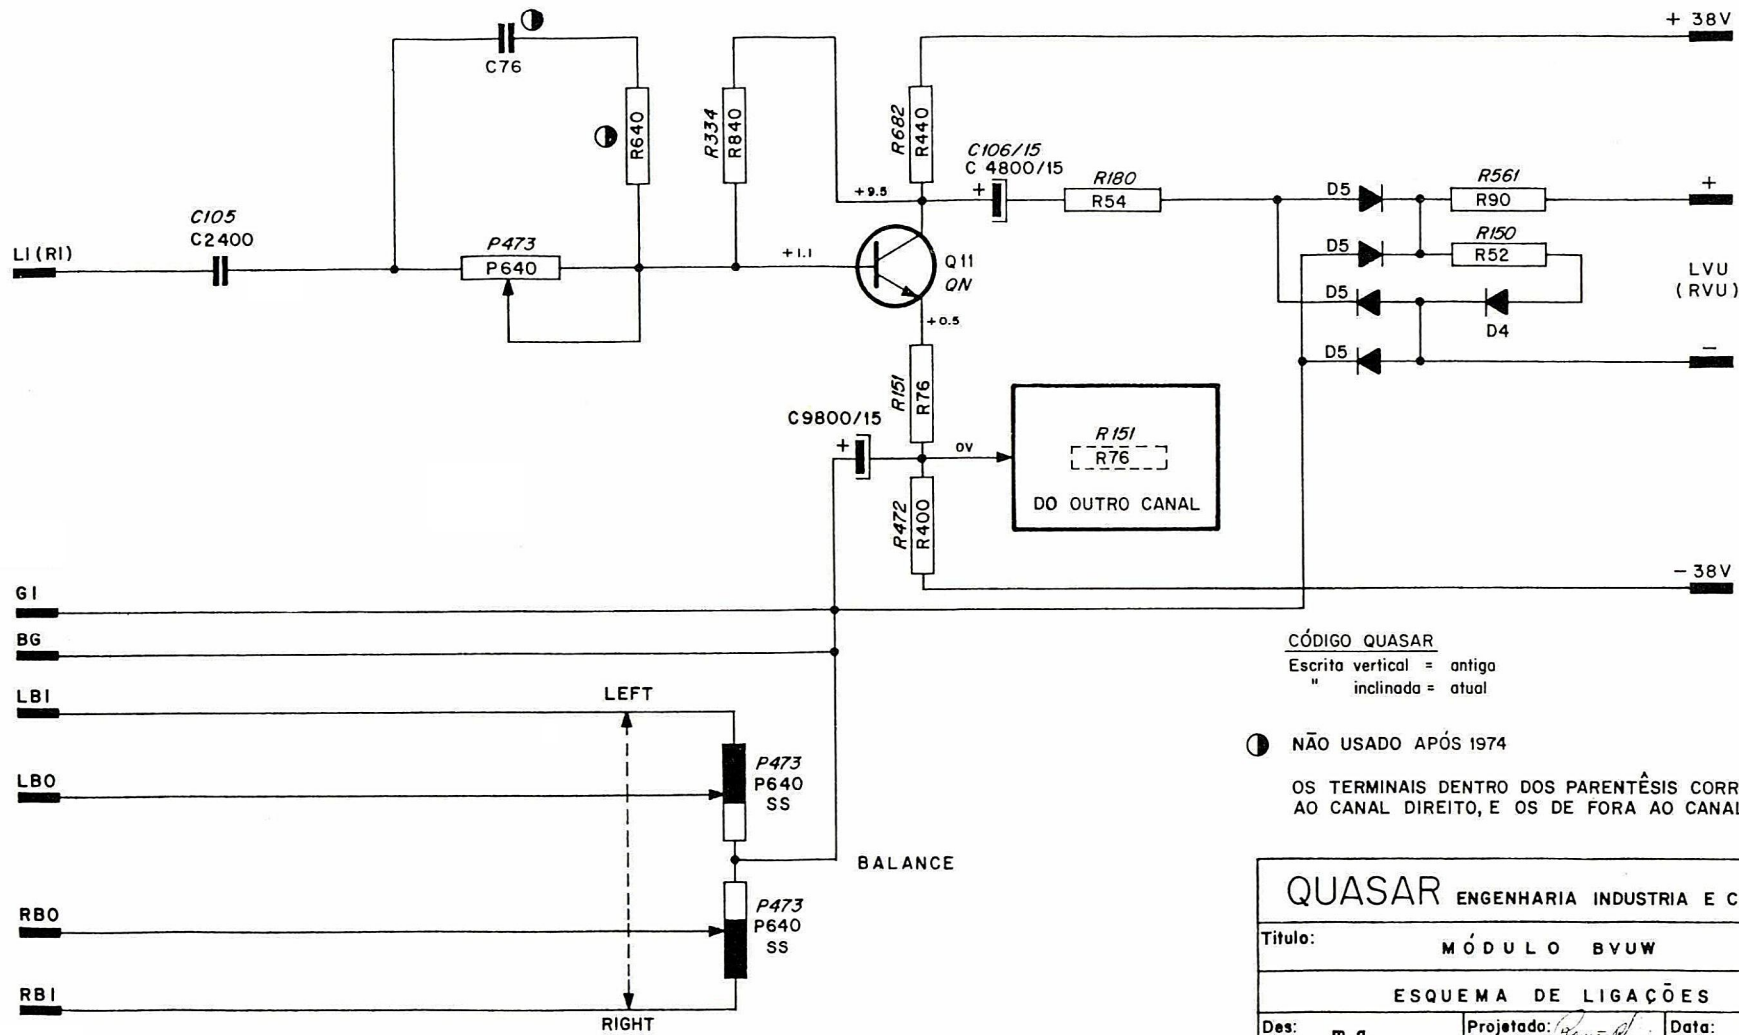 + 38V
C76
R640
R334
R840
R682
R440
C106/15
C 4800/15
+
+9.5
R180
R54
D5
R561
R90
+
C105
C2400
LI (RI)
P473
P640
+1.1
Q11
QN
D5
R150
R52
LVU
(RVU)
D5
D4
+0.5
D5
−
R151
R76
C9800/15
+
0V
R151
R76
DO OUTRO CANAL
R472
R400
- 38V
GI
BG
CÓDIGO QUASAR
Escrita vertical = antiga
" inclinada = atual
LBI
LEFT
NÃO USADO APÓS 1974
P473
P640
SS
LBO
OS TERMINAIS DENTRO DOS PARENTÊSIS CORR
AO CANAL DIREITO, E OS DE FORA AO CANAL
BALANCE
QUASAR ENGENHARIA INDUSTRIA E C
P473
P640
SS
RBO
Titulo: MÓDULO BVUW
ESQUEMA DE LIGAÇÕES
RBI
RIGHT
Des: m.a. Projetado: Data: